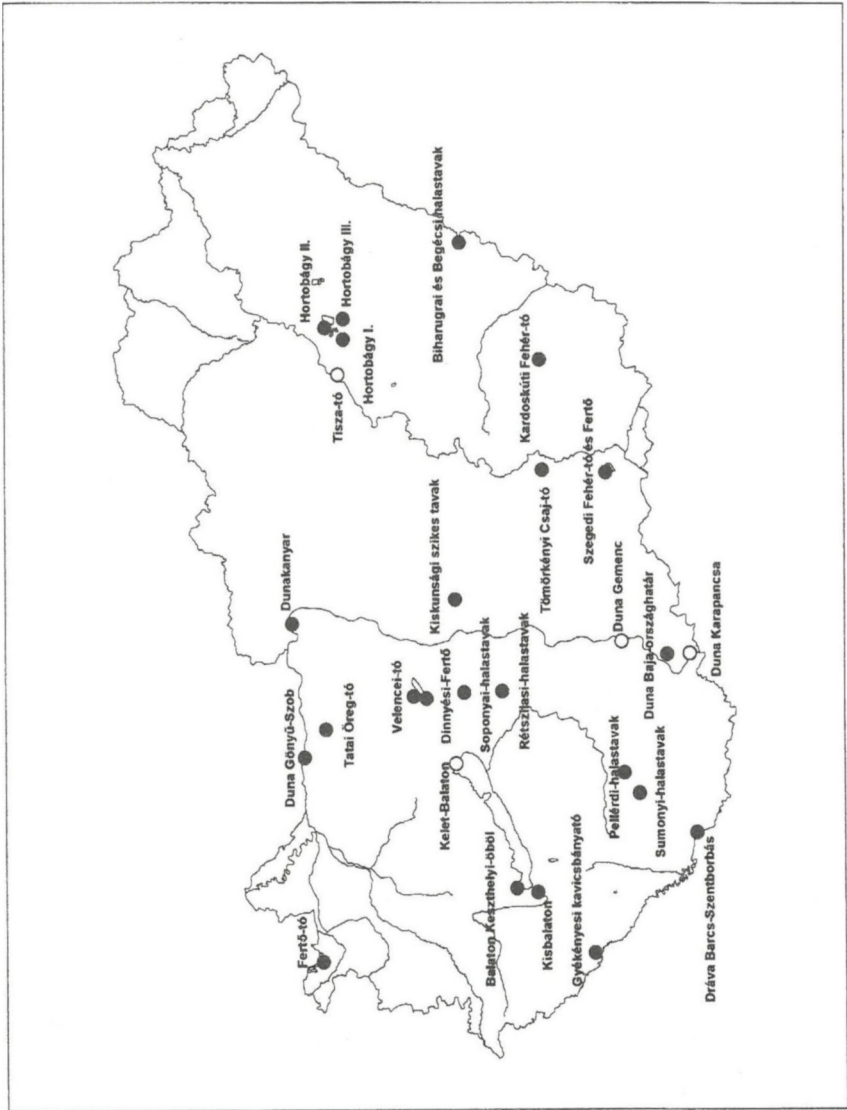 Fertő-tó
Duna Gönyű-Szob
Tatai Öreg-tó
Dunakanyar
Velencei-tó
Dinnyési-Fertő
Soponyai-halastavak
Rétszilasi-halastavak
Kelet-Balaton
Balaton Keszthelyi-öböl
Kisbalaton
Gyékényesi kavicsbányató
Dráva Barcs-Szentborbás
Pellérdi-halastavak
Sumonyi-halastavak
Kiskunsági szikes tavak
Duna Gemenc
Duna Baja-országhatár
Duna Karapancsa
Tömörkényi Csaj-tó
Szegedi Fehér-tó és Fertő
Kardoskúti Fehér-tó
Tisza-tó
Hortobágy I.
Hortobágy II.
Hortobágy III.
Biharugrai és Begécsi halastavak